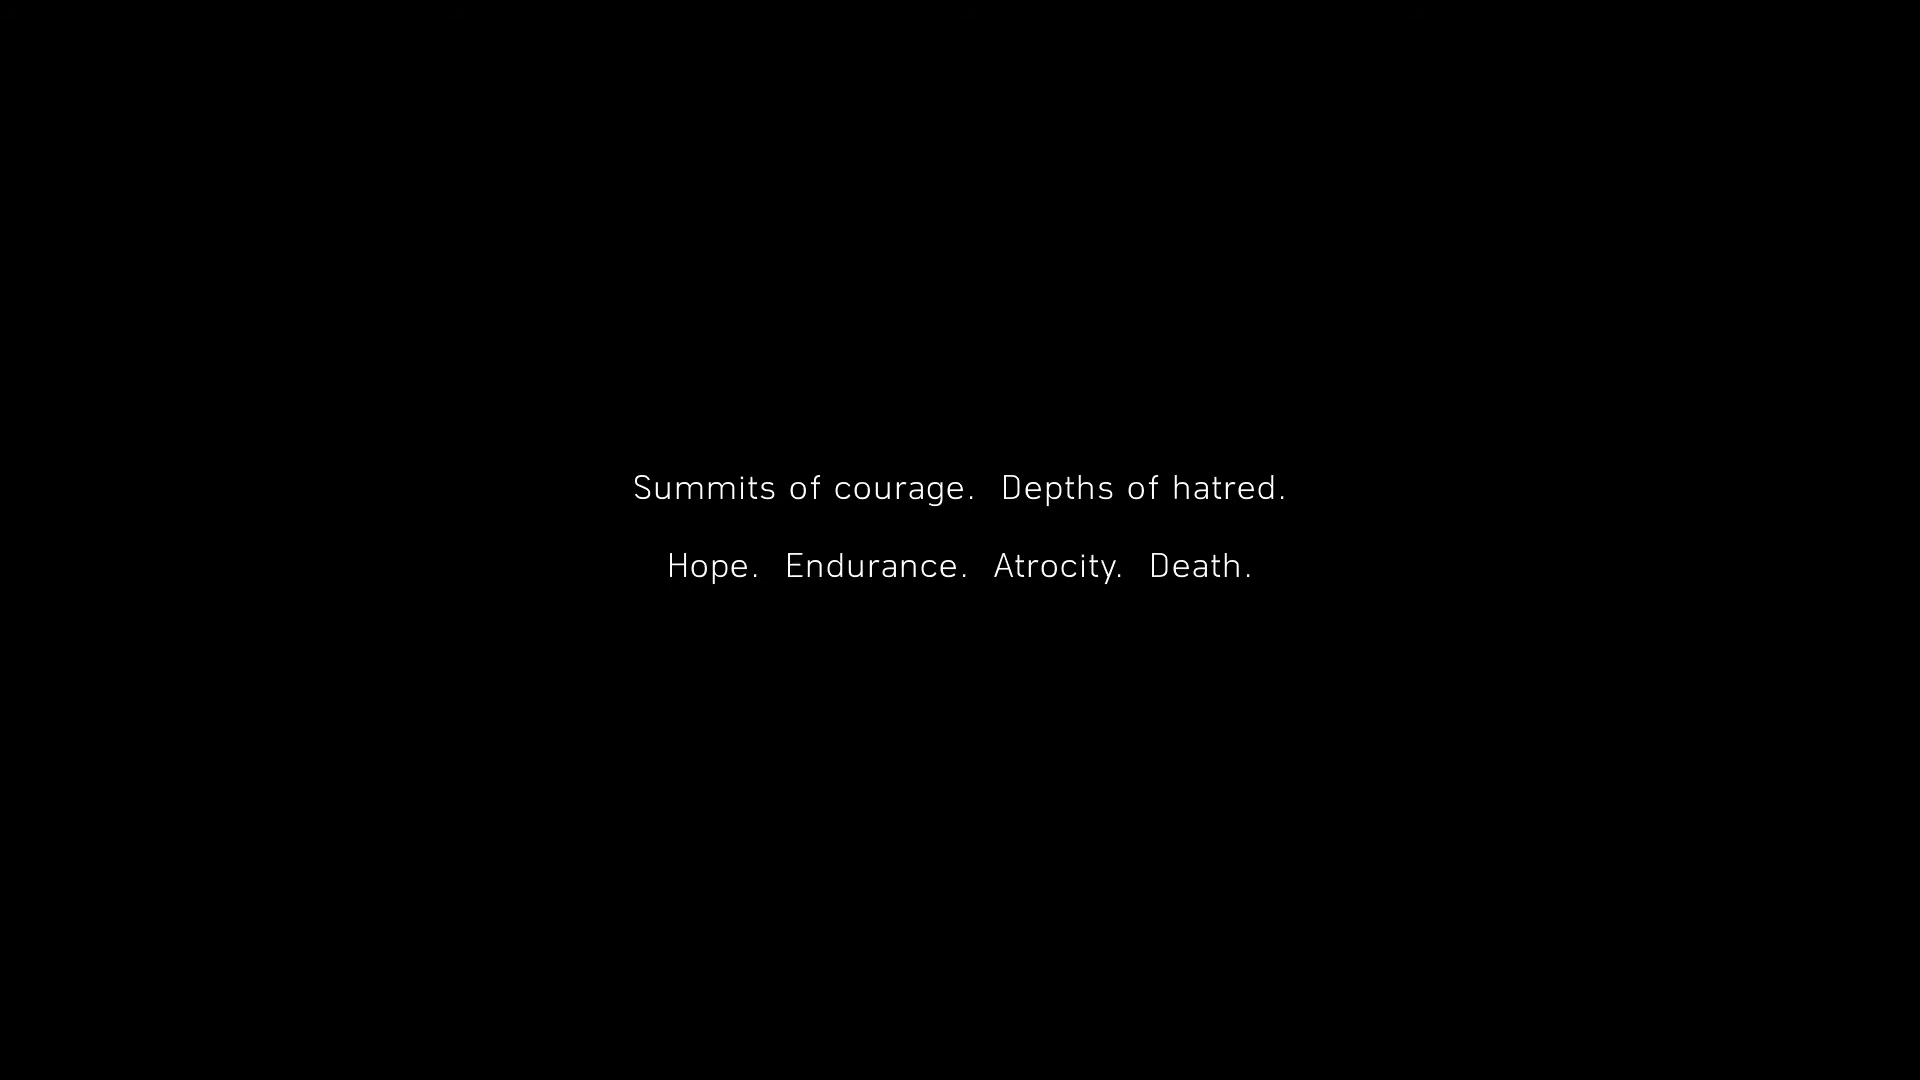 Summits of courage. Depths of hatred.
Hope. Endurance. Atrocity. Death.